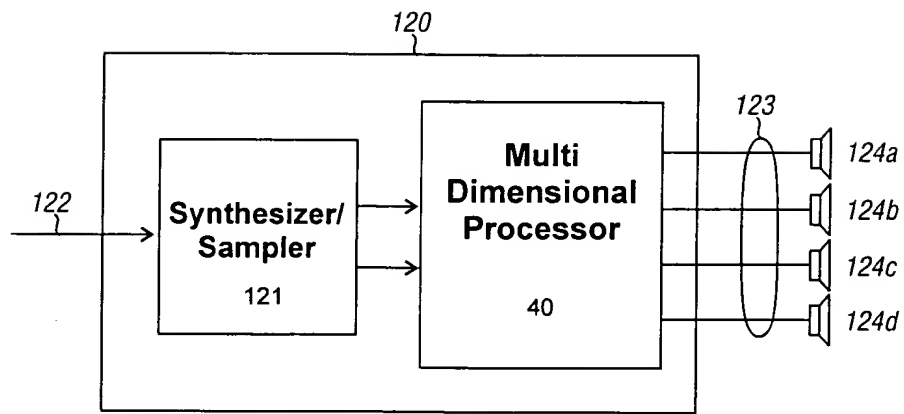 120
122
Synthesizer/
Sampler
121
Multi
Dimensional
Processor
40
123
124a
124b
124c
124d